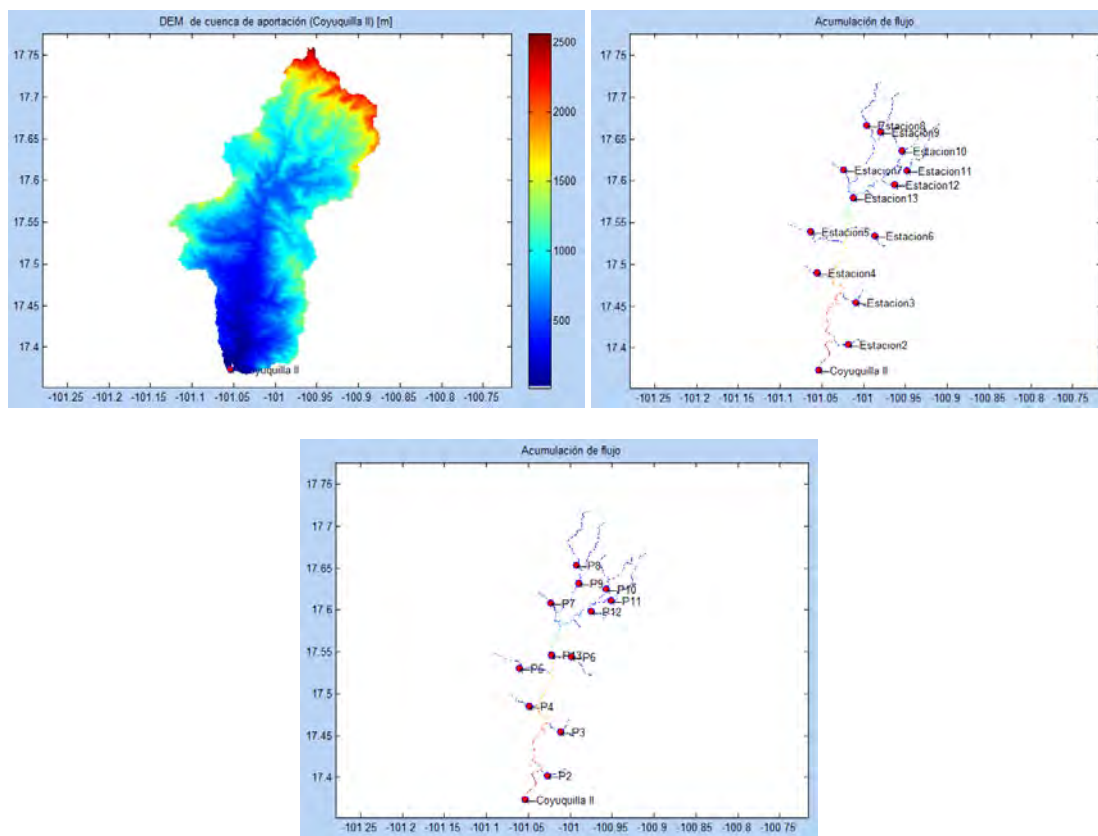 DEM de cuenca de aportación (Coyuquilla II) [m]
17.75
17.7
17.65
17.6
17.55
17.5
17.45
17.4
2500
2000
1500
1000
500
Coyuquilla II
-101.25 -101.2 -101.15 -101.1 -101.05 -101 -100.95 -100.9 -100.85 -100.8 -100.75
Acumulación de flujo
17.75
17.7
17.65
17.6
17.55
17.5
17.45
17.4
Estacion8
Estacion9
Estacion10
Estacion7
Estacion11
Estacion12
Estacion13
Estacion5
Estacion6
Estacion4
Estacion3
Estacion2
Coyuquilla II
-101.25 -101.2 -101.15 -101.1 -101.05 -101 -100.95 -100.9 -100.85 -100.8 -100.75
Acumulación de flujo
17.75
17.7
17.65
17.6
17.55
17.5
17.45
17.4
P8
P9
P10
P7
P11
P12
P13
P6
P5
P4
P3
P2
Coyuquilla II
-101.25 -101.2 -101.15 -101.1 -101.05 -101 -100.95 -100.9 -100.85 -100.8 -100.75